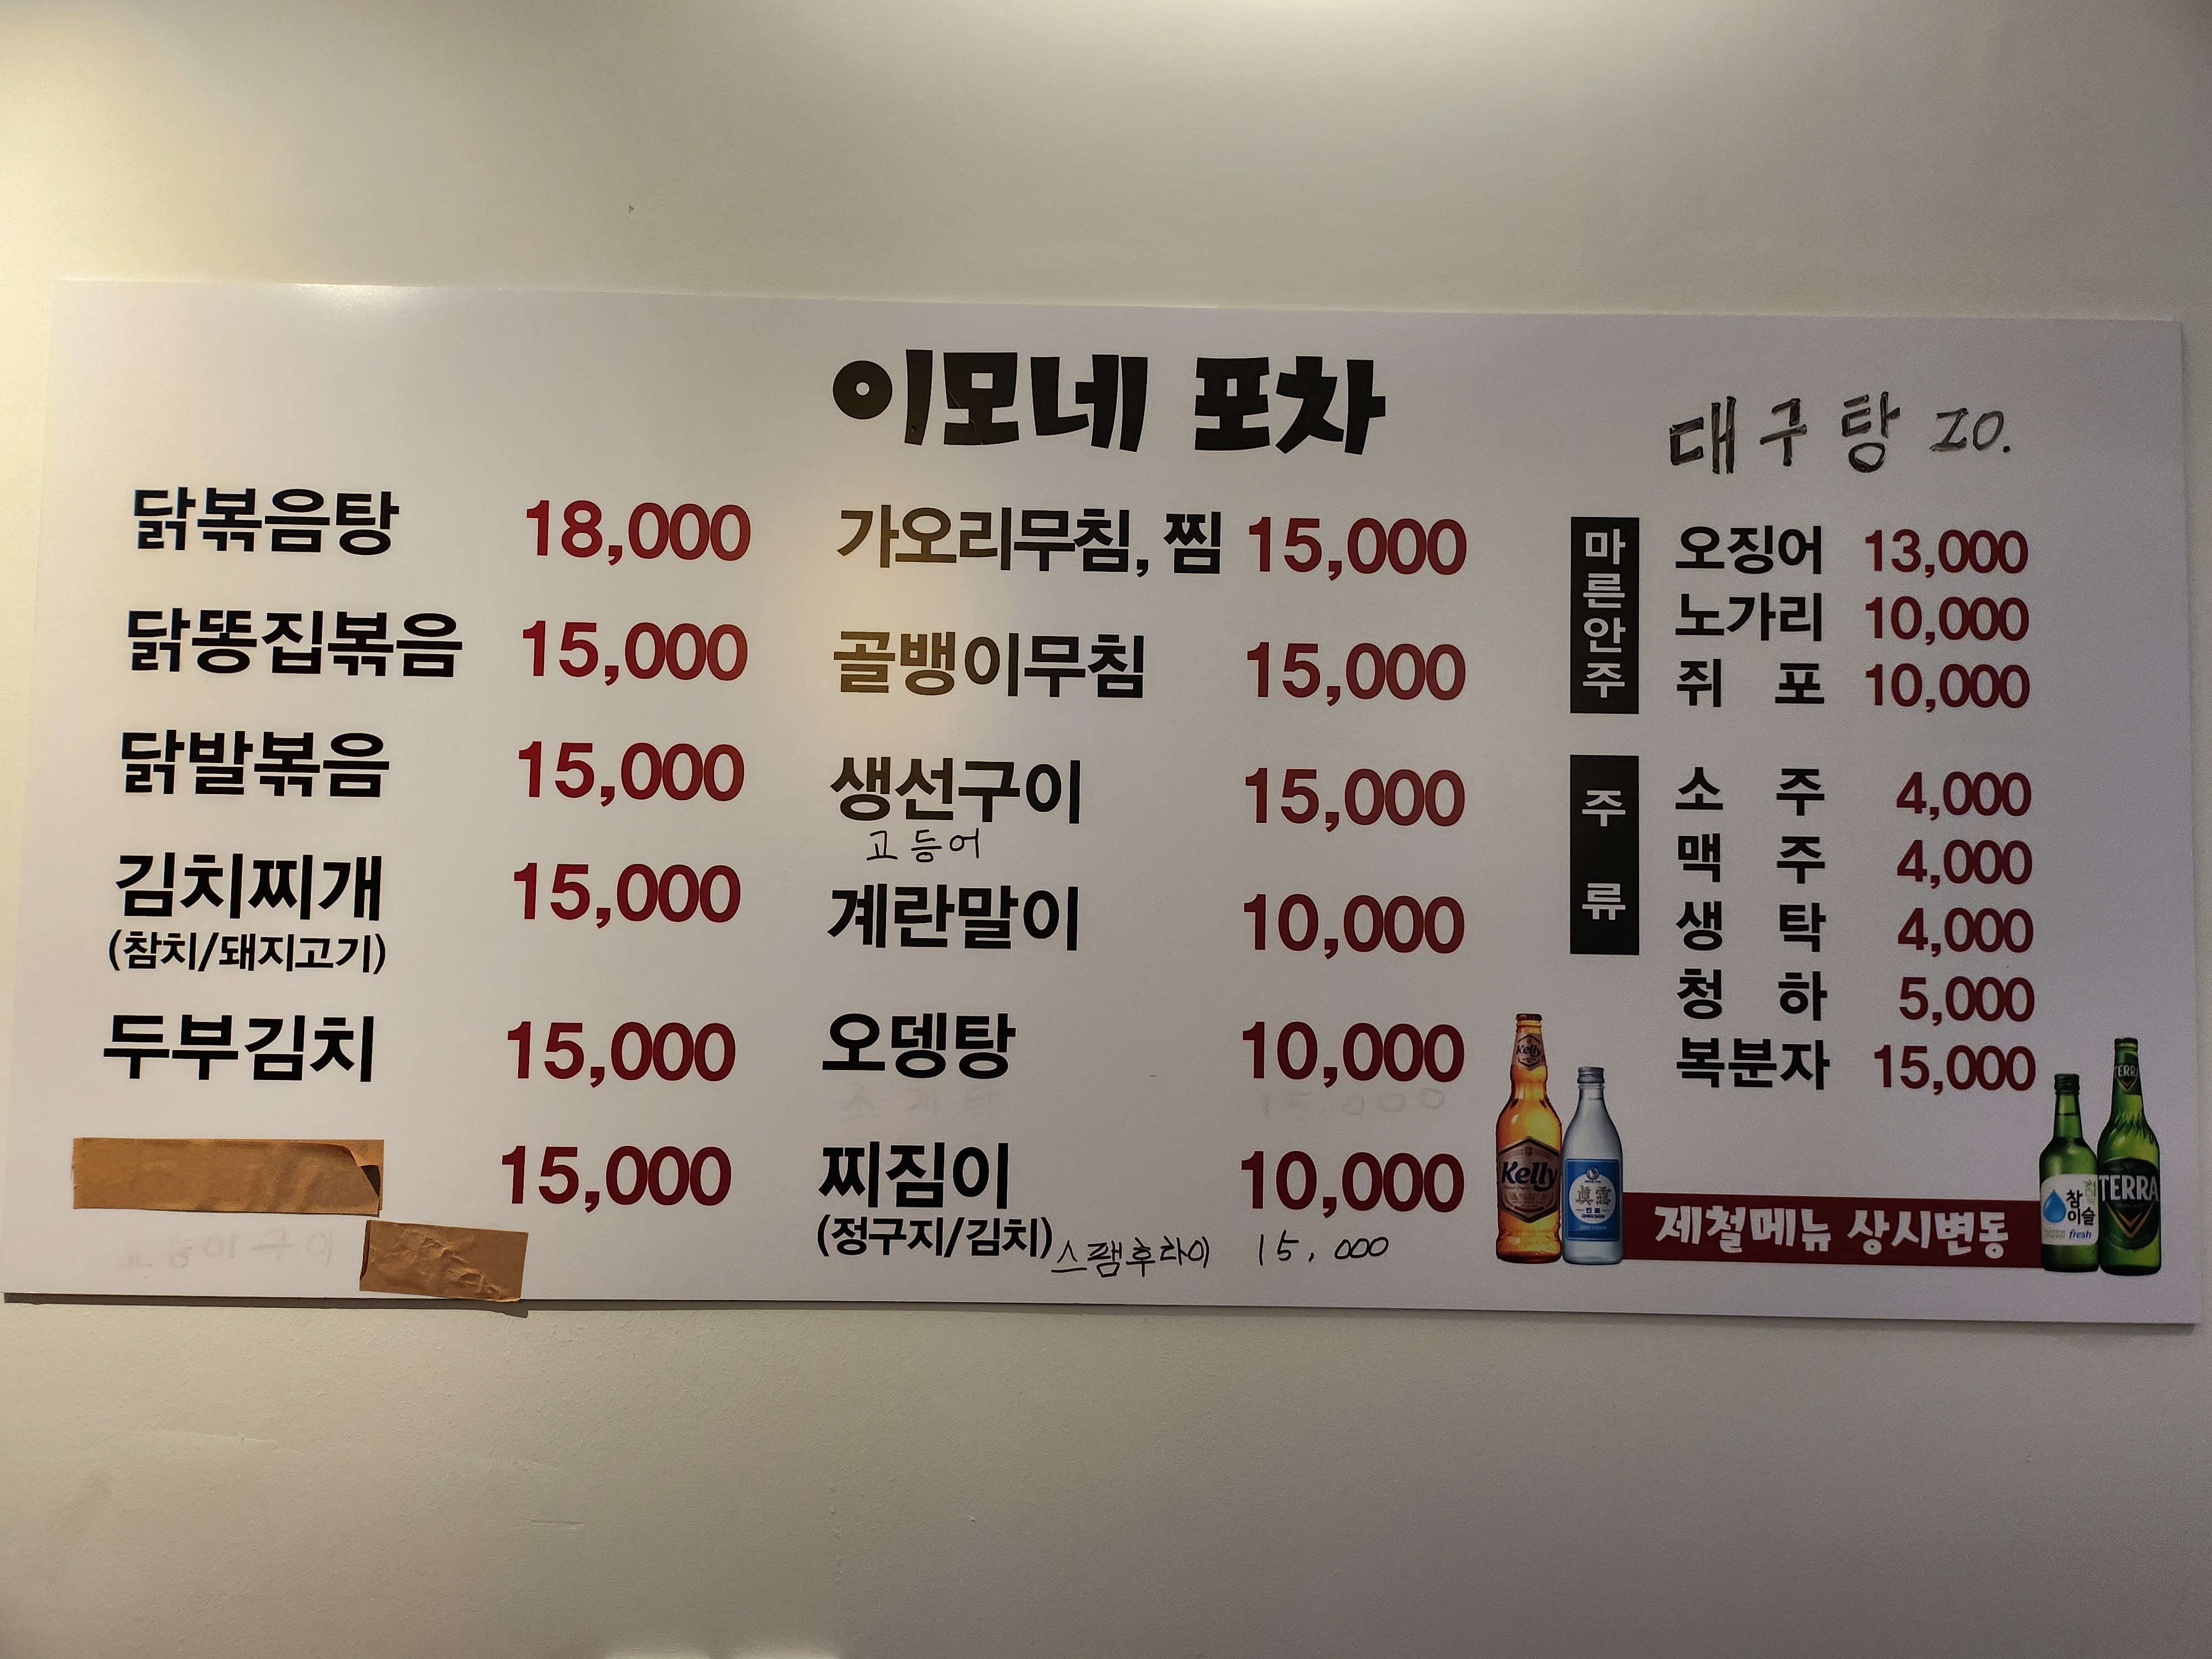 이모네 포차
대구탕 20.
닭볶음탕 18,000
닭똥집볶음 15,000
닭발볶음 15,000
김치찌개 15,000
(참치/돼지고기)
두부김치 15,000
15,000
가오리무침, 찜 15,000
골뱅이무침 15,000
생선구이 15,000
고등어
계란말이 10,000
오뎅탕 10,000
15.000
찌짐이 10,000
(정구지/김치)
스팸후라이 15,000
마른안주
오징어 13,000
노가리 10,000
쥐 포 10,000
주류
소 주 4,000
맥 주 4,000
생 탁 4,000
청 하 5,000
복분자 15,000
Kelly
Kelly
眞露
제철메뉴 상시변동
참이슬
fresh
TERRA
TERRA